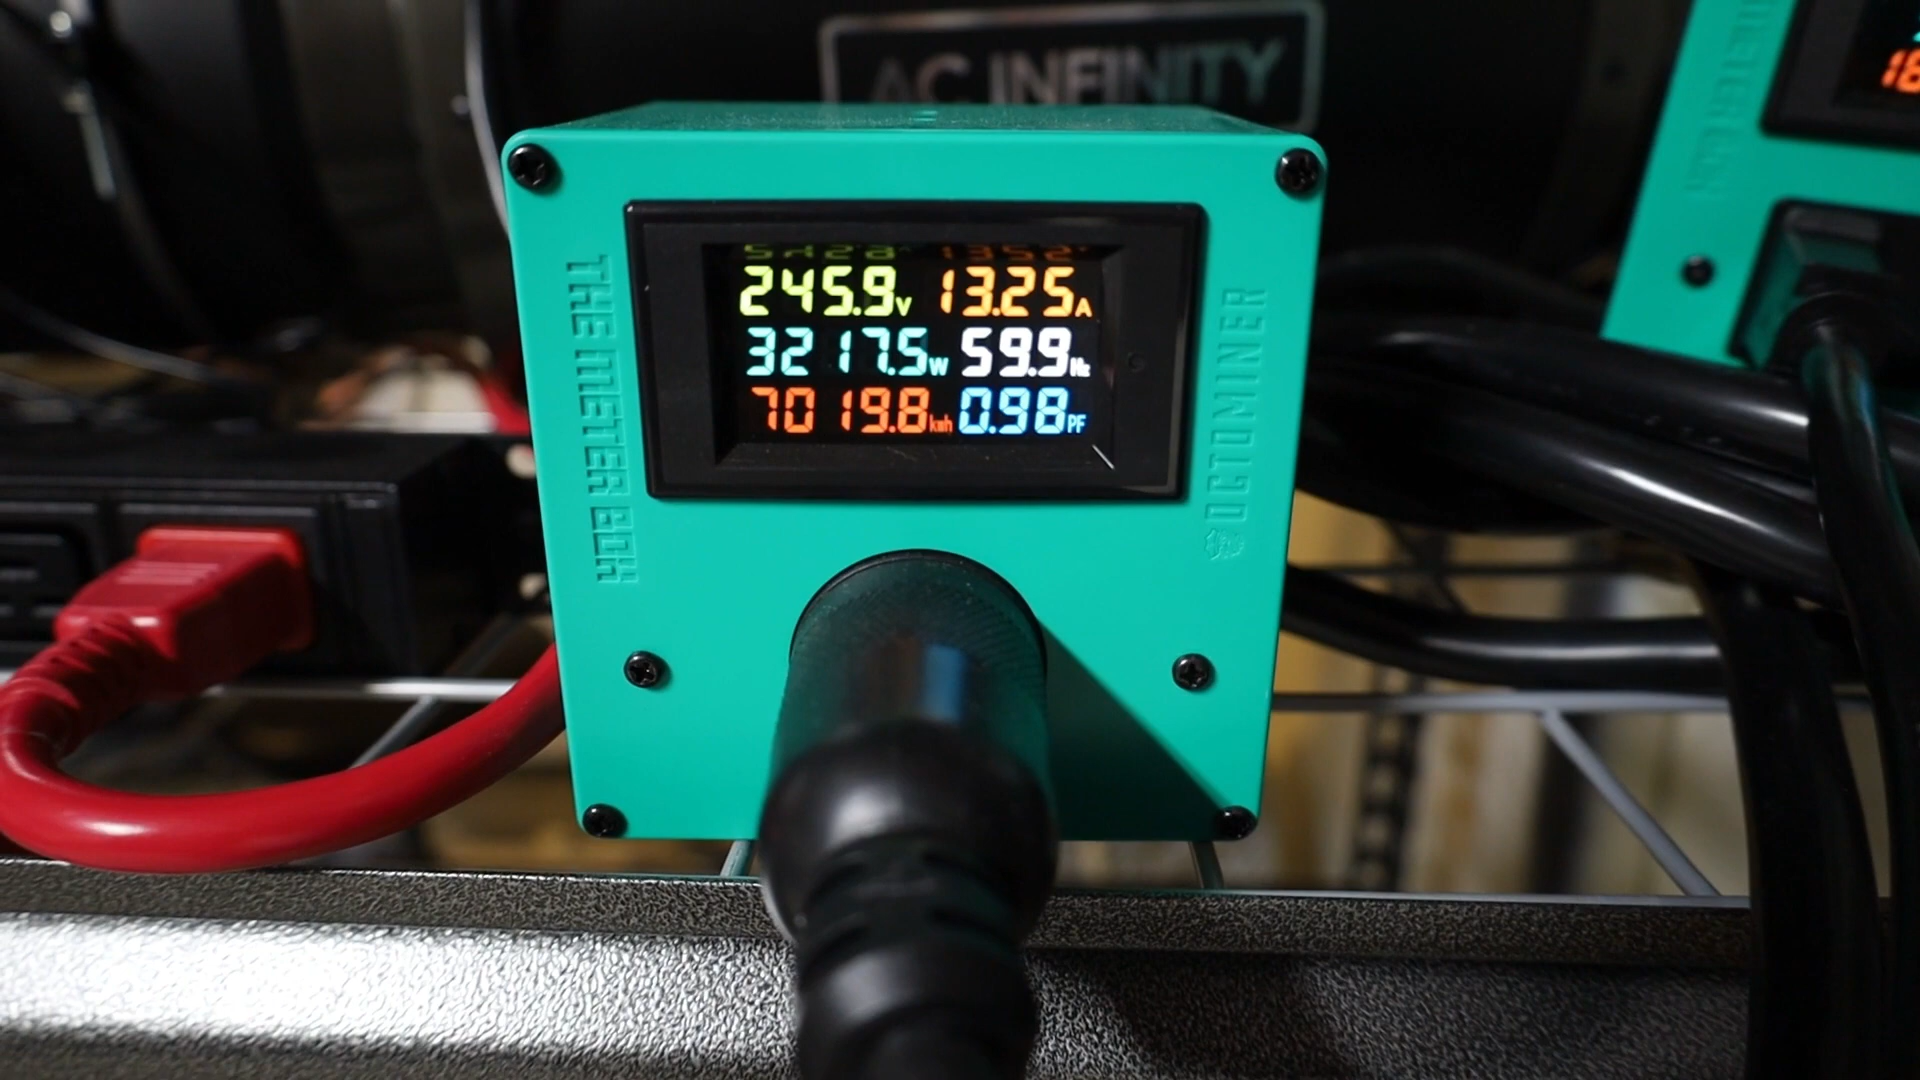 AC INFINITY
THE METER BOX
245.9V 13.25A
3217.5W 59.9Hz
7019.8kwh 0.98PF
OCTOMINER